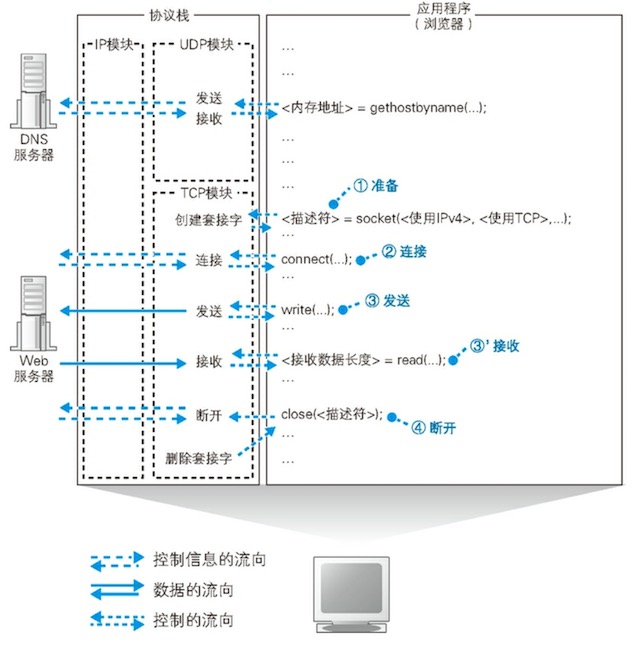 协议栈
应用程序
（浏览器）
IP模块
UDP模块
…
…
发送
接收
<内存地址> = gethostbyname(...);
DNS
服务器
…
…
…
TCP模块
① 准备
创建套接字
<描述符> = socket(<使用IPv4>, <使用TCP>,...);
…
② 连接
连接
connect(...);
…
③ 发送
发送
write(...);
…
Web
服务器
③’ 接收
接收
<接收数据长度> = read(...);
…
断开
close(<描述符>);
④ 断开
…
删除套接字
…
控制信息的流向
数据的流向
控制的流向